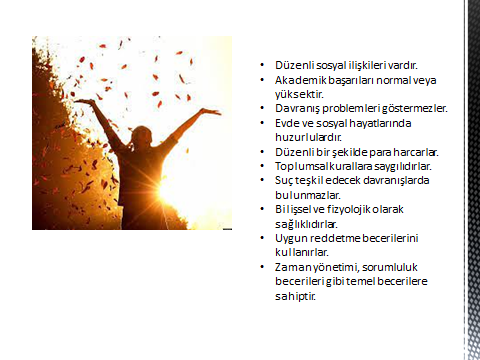 • Düzenli sosyal ilişkileri vardır.
• Akademik başarıları normal veya
yüksektir.
• Davranış problemleri göstermezler.
• Evde ve sosyal hayatlarında
huzurlulardır.
• Düzenli bir şekilde para harcarlar.
• Toplumsal kurallara saygılıdırlar.
• Suç teşkil edecek davranışlarda
bulunmazlar.
• Bilişsel ve fizyolojik olarak
sağlıklıdırlar.
• Uygun reddetme becerilerini
kullanırlar.
• Zaman yönetimi, sorumluluk
becerileri gibi temel becerilere
sahiptir.